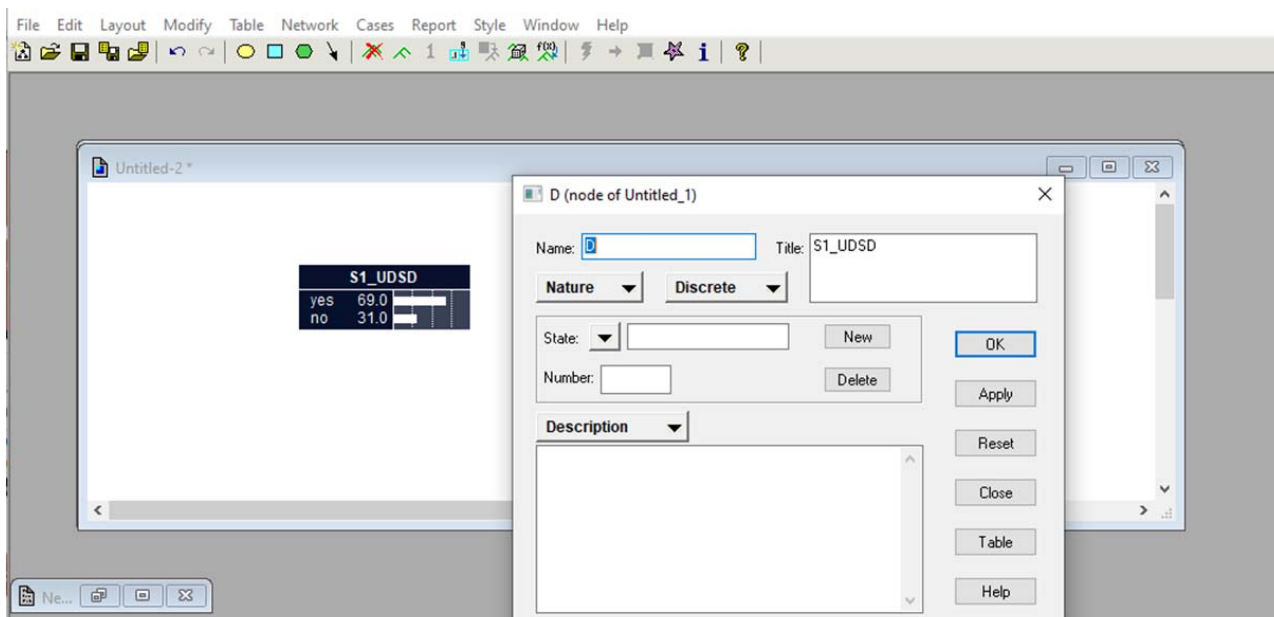 File Edit Layout Modify Table Network Cases Report Style Window Help
1 f(x) i ?
Untitled-2 *
S1_UDSD
yes 69.0
no 31.0
D (node of Untitled_1)
Name: D Title: S1_UDSD
Nature Discrete
State: New
Number: Delete
Description
OK
Apply
Reset
Close
Table
Help
Ne...